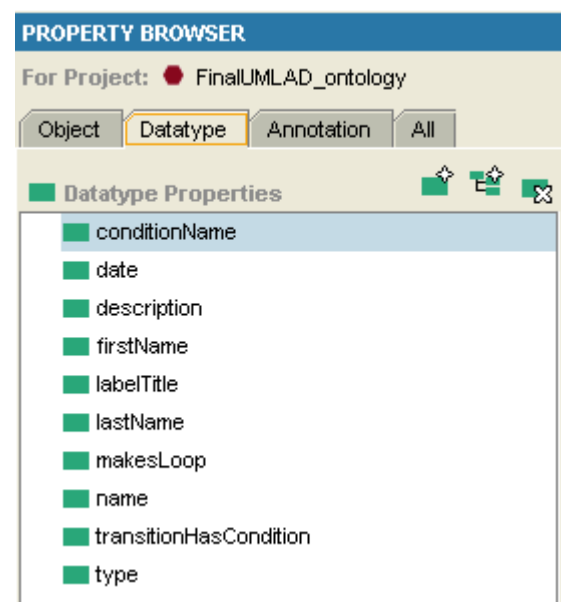 PROPERTY BROWSER
For Project: FinalUMLAD_ontology
Object Datatype Annotation All
Datatype Properties
conditionName
date
description
firstName
labelTitle
lastName
makesLoop
name
transitionHasCondition
type